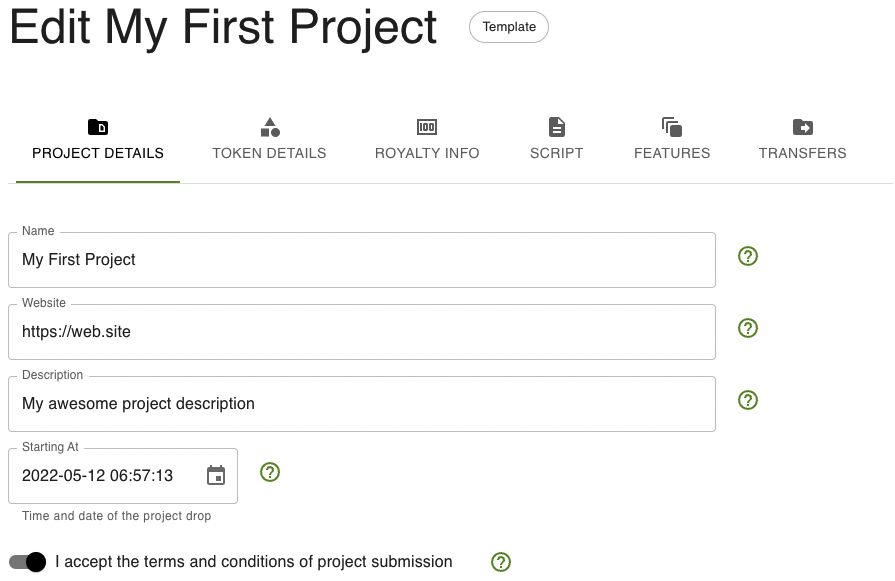 Edit My First Project
Template
PROJECT DETAILS
TOKEN DETAILS
ROYALTY INFO
SCRIPT
FEATURES
TRANSFERS
Name
My First Project
Website
https://web.site
Description
My awesome project description
Starting At
2022-05-12 06:57:13
Time and date of the project drop
I accept the terms and conditions of project submission